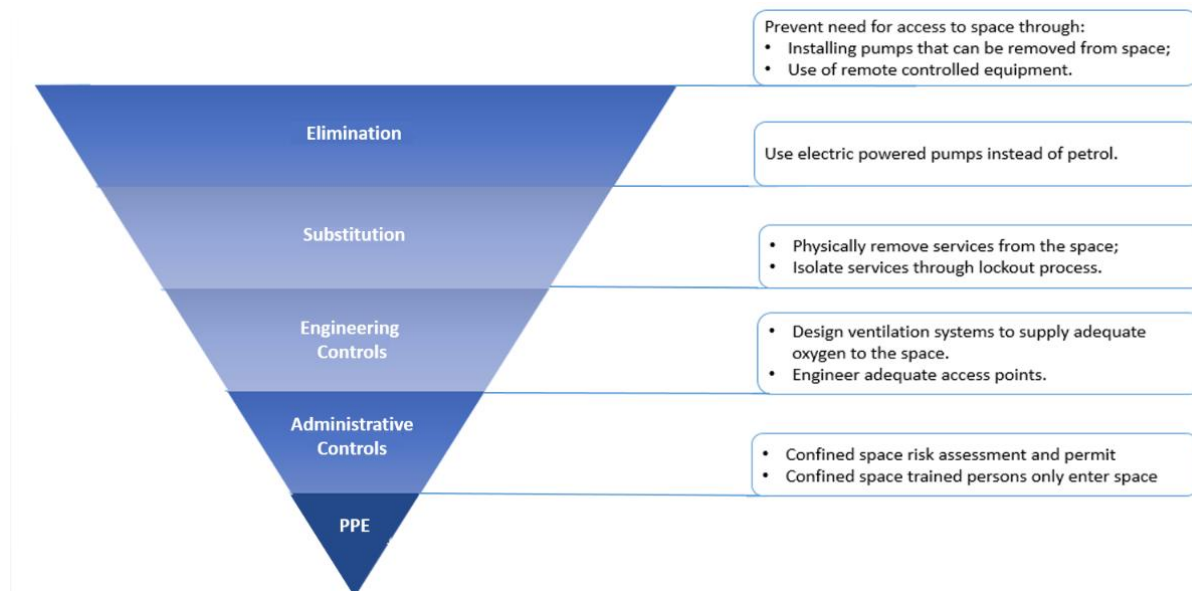 Prevent need for access to space through:
• Installing pumps that can be removed from space;
• Use of remote controlled equipment.
Elimination
Use electric powered pumps instead of petrol.
Substitution
• Physically remove services from the space;
• Isolate services through lockout process.
Engineering
Controls
• Design ventilation systems to supply adequate
oxygen to the space.
• Engineer adequate access points.
Administrative
Controls
• Confined space risk assessment and permit
• Confined space trained persons only enter space
PPE